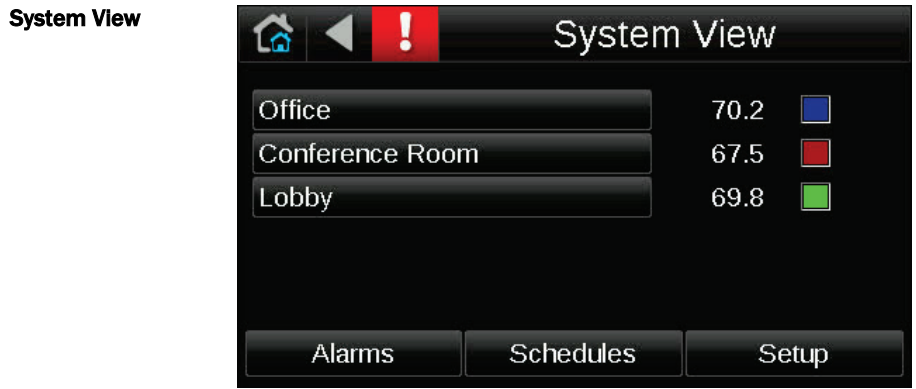 System View
! System View
Office 70.2
Conference Room 67.5
Lobby 69.8
Alarms Schedules Setup